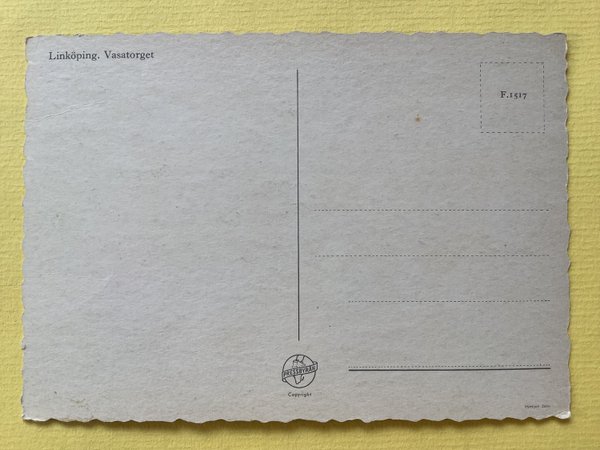 Linköping. Vasatorget
F.1517
PRESSBYRÅN
Copyright